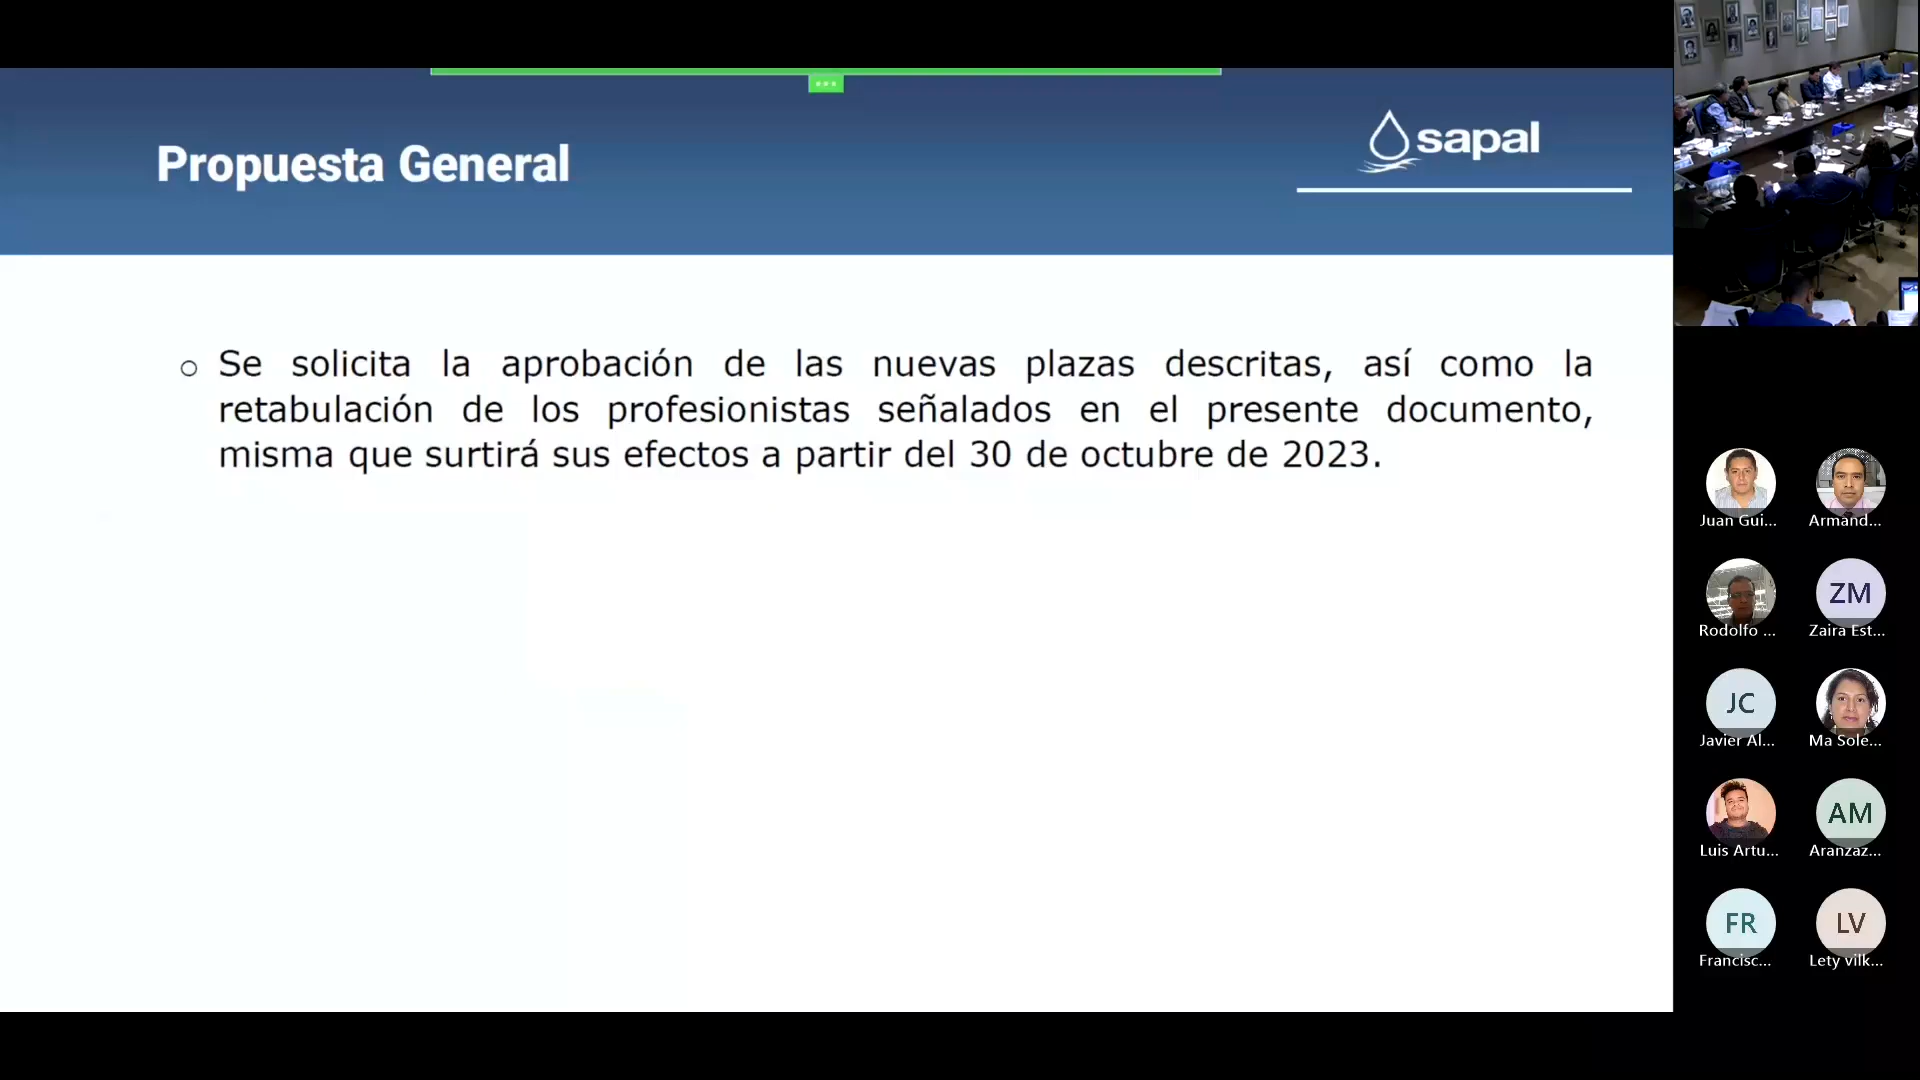 Propuesta General
sapal
Se solicita la aprobación de las nuevas plazas descritas, así como la
retabulación de los profesionistas señalados en el presente documento,
misma que surtirá sus efectos a partir del 30 de octubre de 2023.
Juan Gui...
Armand...
Rodolfo ...
ZM
Zaira Est...
JC
Javier Al...
Ma Sole...
Luis Artu...
AM
Aranzaz...
FR
Francisc...
LV
Lety vilk...